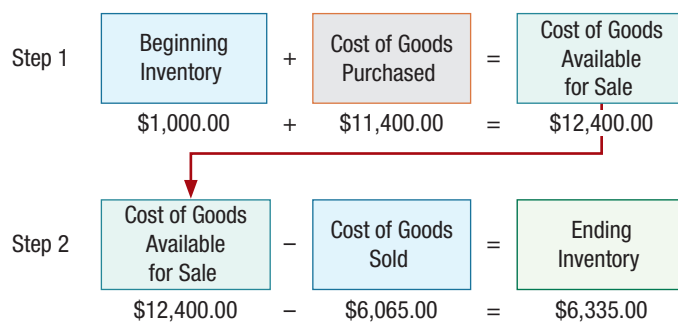 Step 1
Beginning
Inventory
+
Cost of Goods
Purchased
=
Cost of Goods
Available
for Sale
$1,000.00 + $11,400.00 = $12,400.00
Step 2
Cost of Goods
Available
for Sale
–
Cost of Goods
Sold
=
Ending
Inventory
$12,400.00 – $6,065.00 = $6,335.00